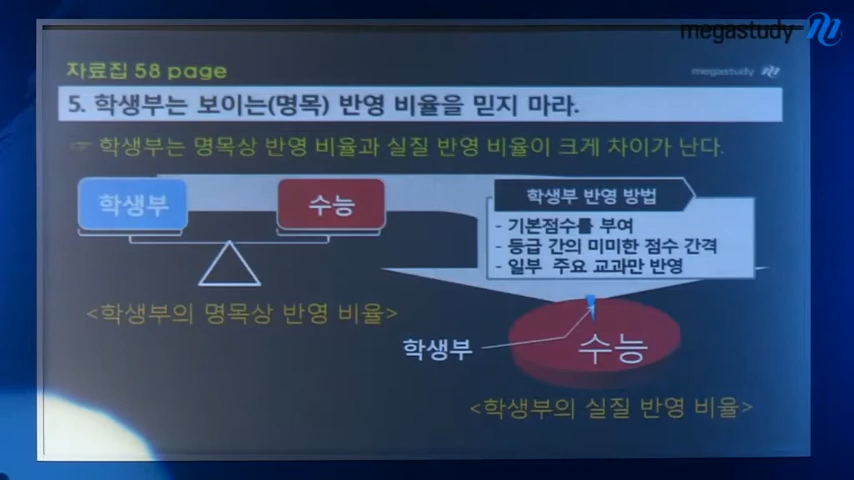 megastudy
자료집 58 page
megastudy
5. 학생부는 보이는(명목) 반영 비율을 믿지 마라.
☞ 학생부는 명목상 반영 비율과 실질 반영 비율이 크게 차이가 난다.
학생부
수능
학생부 반영 방법
- 기본점수를 부여
- 등급 간의 미미한 점수 간격
- 일부 주요 교과만 반영
<학생부의 명목상 반영 비율>
학생부
수능
<학생부의 실질 반영 비율>